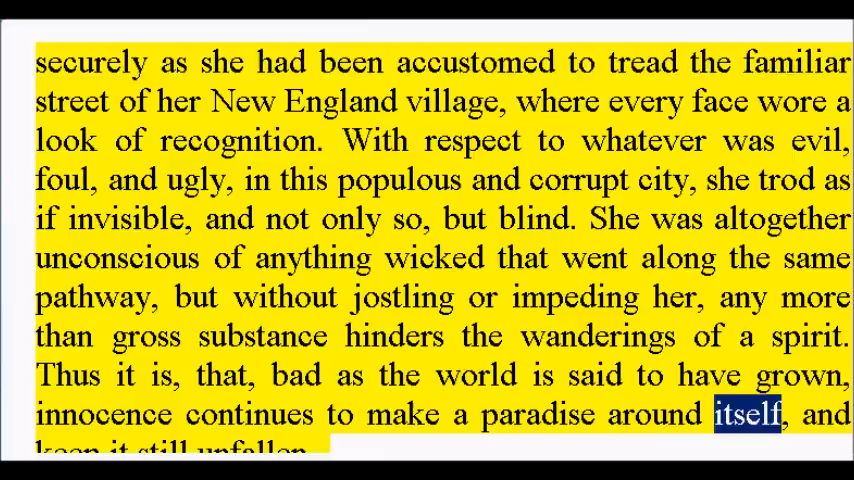 securely as she had been accustomed to tread the familiar
street of her New England village, where every face wore a
look of recognition. With respect to whatever was evil,
foul, and ugly, in this populous and corrupt city, she trod as
if invisible, and not only so, but blind. She was altogether
unconscious of anything wicked that went along the same
pathway, but without jostling or impeding her, any more
than gross substance hinders the wanderings of a spirit.
Thus it is, that, bad as the world is said to have grown,
innocence continues to make a paradise around itself, and
keep it still unfallen.